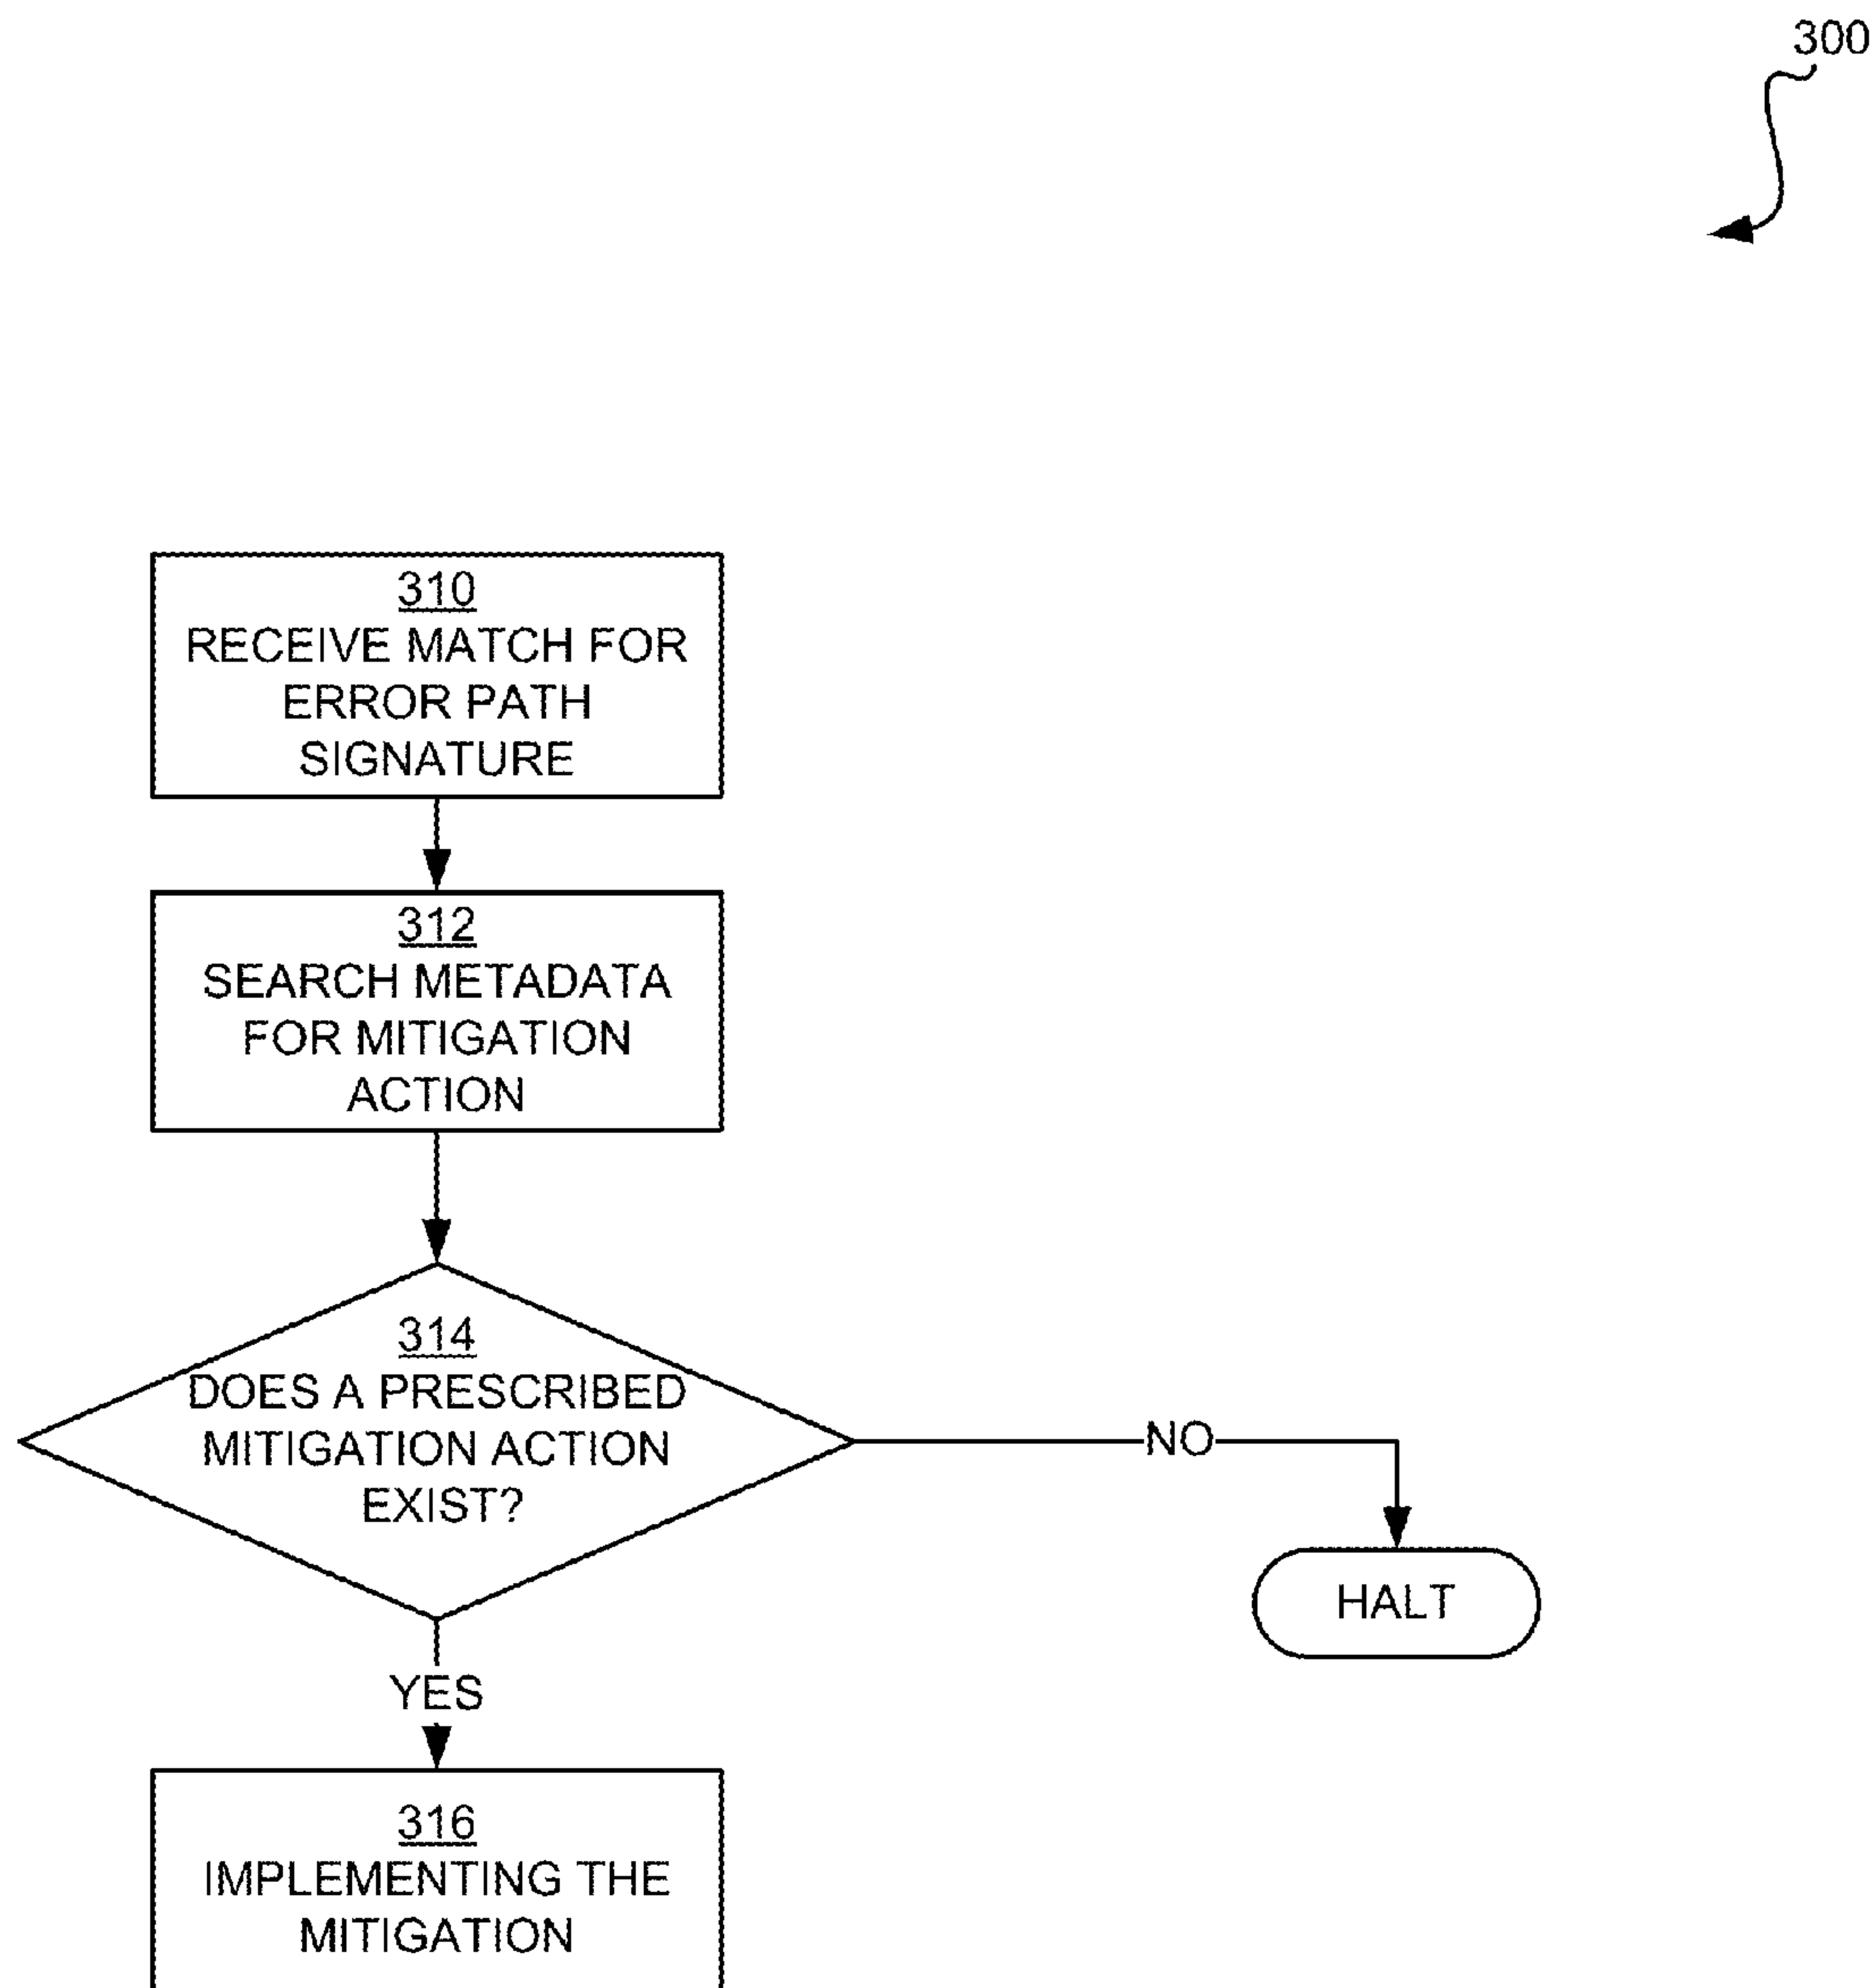 300
310
RECEIVE MATCH FOR
ERROR PATH
SIGNATURE
312
SEARCH METADATA
FOR MITIGATION
ACTION
314
DOES A PRESCRIBED
MITIGATION ACTION
EXIST?
NO
HALT
YES
316
IMPLEMENTING THE
MITIGATION